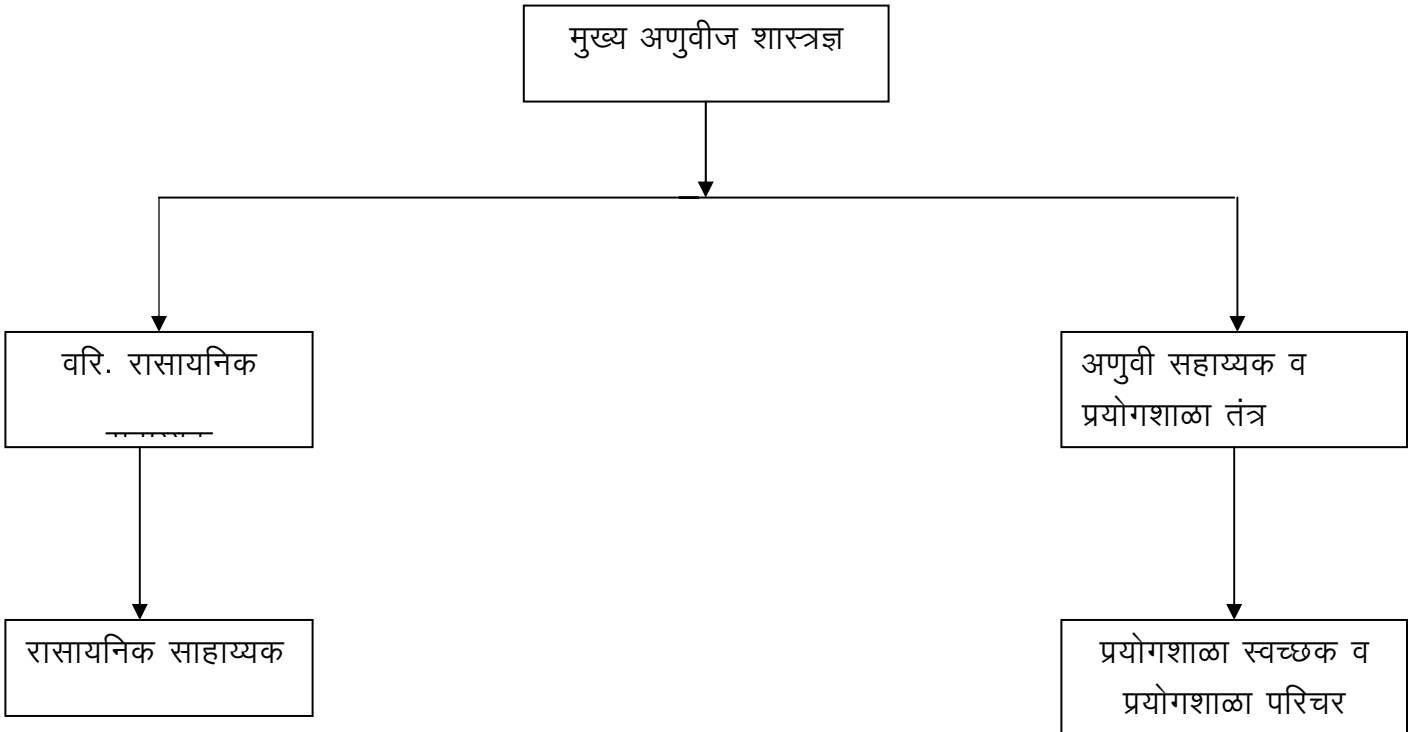 मुख्य अणुवीज शास्त्रज्ञ
वरि. रासायनिक
अणुवी सहाय्यक व
प्रयोगशाळा तंत्र
रासायनिक साहाय्यक
प्रयोगशाळा स्वच्छक व
प्रयोगशाळा परिचर